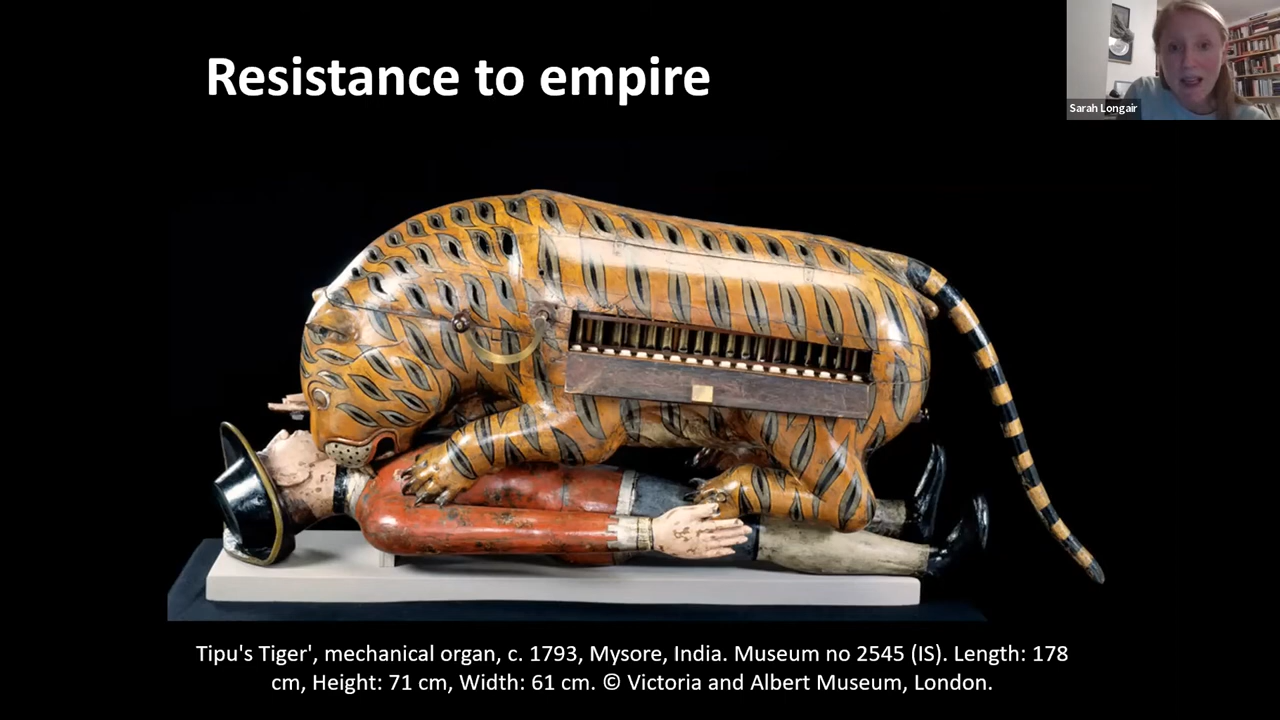 Resistance to empire
Sarah Longair
Tipu's Tiger', mechanical organ, c. 1793, Mysore, India. Museum no 2545 (IS). Length: 178
cm, Height: 71 cm, Width: 61 cm. © Victoria and Albert Museum, London.